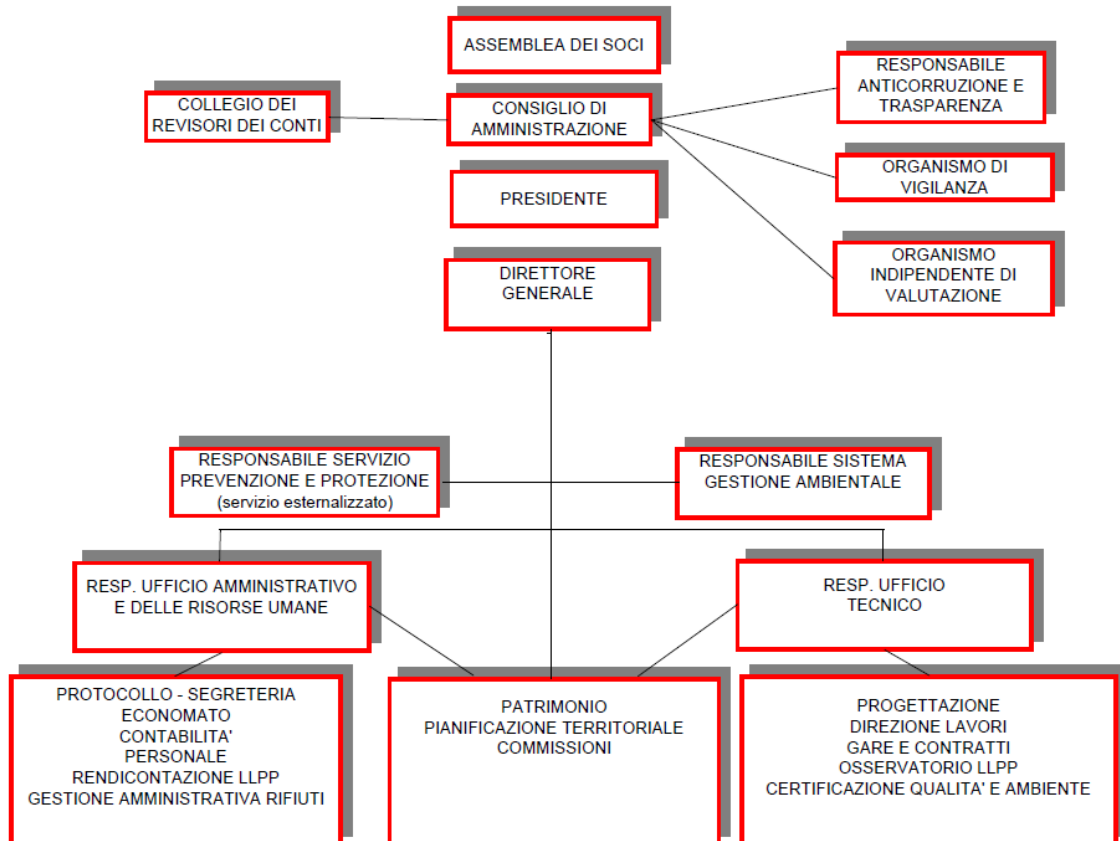 ASSEMBLEA DEI SOCI
COLLEGIO DEI
REVISORI DEI CONTI
CONSIGLIO DI
AMMINISTRAZIONE
RESPONSABILE
ANTICORRUZIONE E
TRASPARENZA
ORGANISMO DI
VIGILANZA
PRESIDENTE
ORGANISMO
INDIPENDENTE DI
VALUTAZIONE
DIRETTORE
GENERALE
RESPONSABILE SERVIZIO
PREVENZIONE E PROTEZIONE
(servizio esternalizzato)
RESPONSABILE SISTEMA
GESTIONE AMBIENTALE
RESP. UFFICIO AMMINISTRATIVO
E DELLE RISORSE UMANE
RESP. UFFICIO
TECNICO
PROTOCOLLO - SEGRETERIA
ECONOMATO
CONTABILITA'
PERSONALE
RENDICONTAZIONE LLPP
GESTIONE AMMINISTRATIVA RIFIUTI
PATRIMONIO
PIANIFICAZIONE TERRITORIALE
COMMISSIONI
PROGETTAZIONE
DIREZIONE LAVORI
GARE E CONTRATTI
OSSERVATORIO LLPP
CERTIFICAZIONE QUALITA' E AMBIENTE